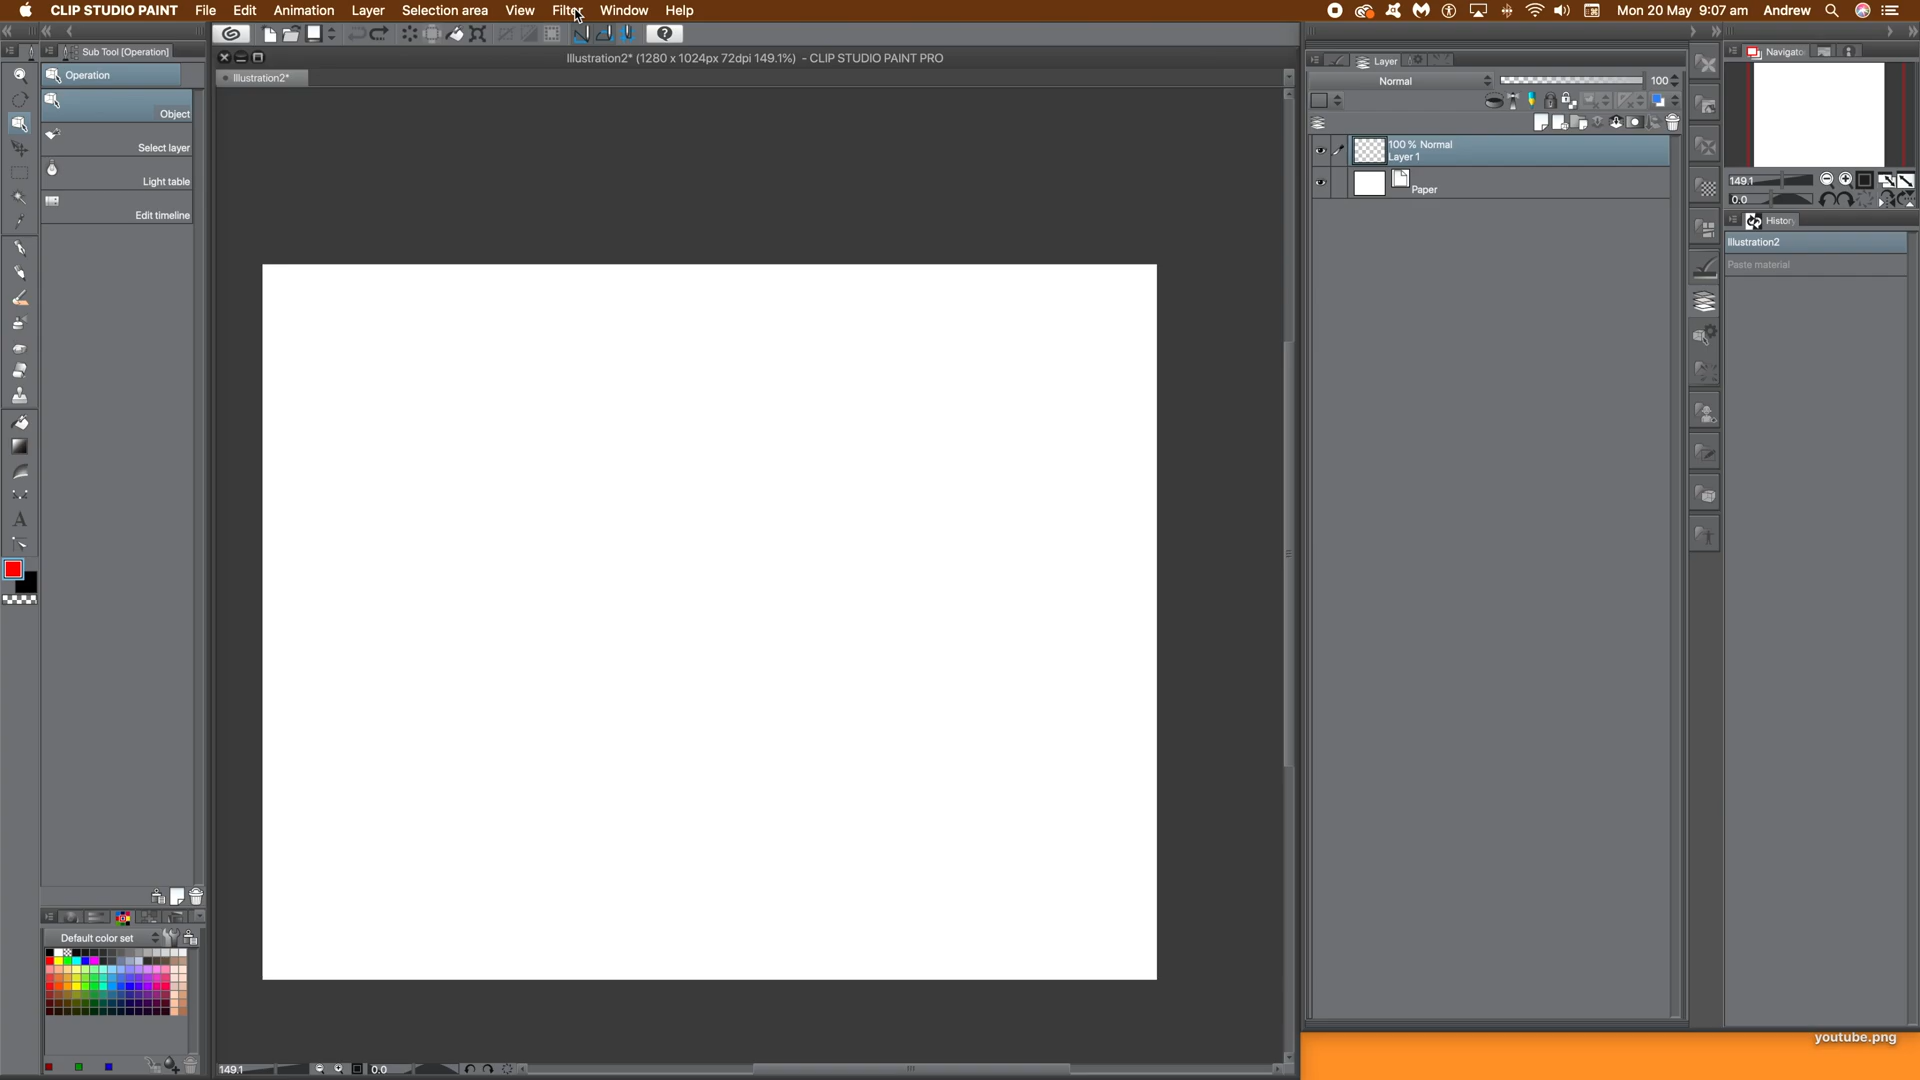 CLIP STUDIO PAINT File Edit Animation Layer Selection area View Filter Window Help Mon 20 May 9:07 am Andrew
Sub Tool [Operation]
Operation
Object
Select layer
Light table
Edit timeline
Illustration2* (1280 x 1024px 72dpi 149.1%) - CLIP STUDIO PAINT PRO
Illustration2*
Layer
Normal 100
100 % Normal
Layer 1
Paper
Navigato
149.1
0.0
History
Illustration2
Paste material
Default color set
149.1 0.0
youtube.png